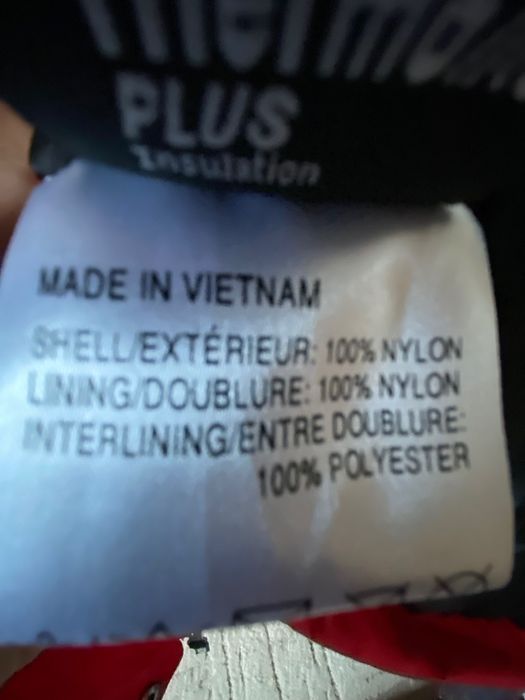 PLUS
Insulation
MADE IN VIETNAM
SHELL/EXTÉRIEUR: 100% NYLON
LINING/DOUBLURE: 100% NYLON
INTERLINING/ENTRE DOUBLURE:
100% POLYESTER